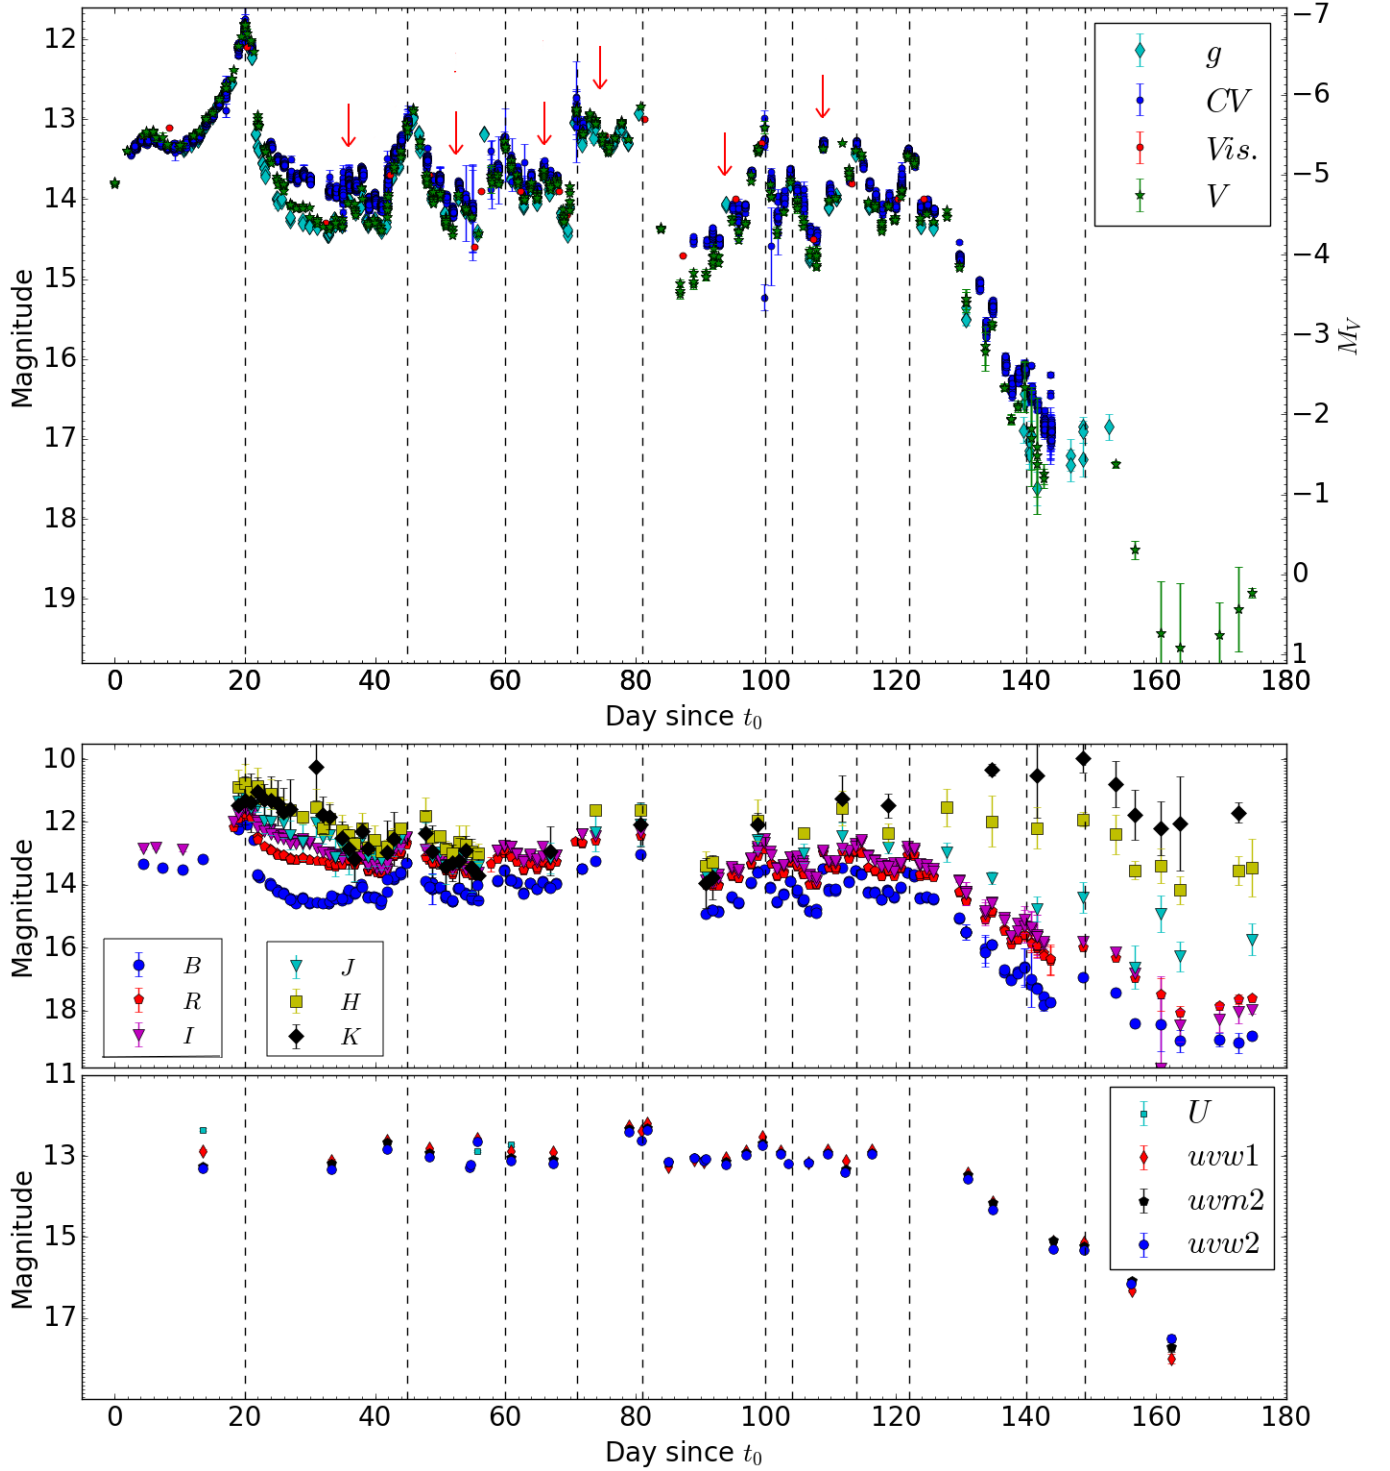 12
13
14
15
16
17
18
19
Magnitude
−7
−6
−5
−4
−3
−2
−1
0
1
M_V
g
CV
Vis.
V
0 20 40 60 80 100 120 140 160 180
Day since t_0
10
12
14
16
18
Magnitude
B
R
I
J
H
K
11
13
15
17
Magnitude
U
uvw1
uvm2
uvw2
0 20 40 60 80 100 120 140 160 180
Day since t_0